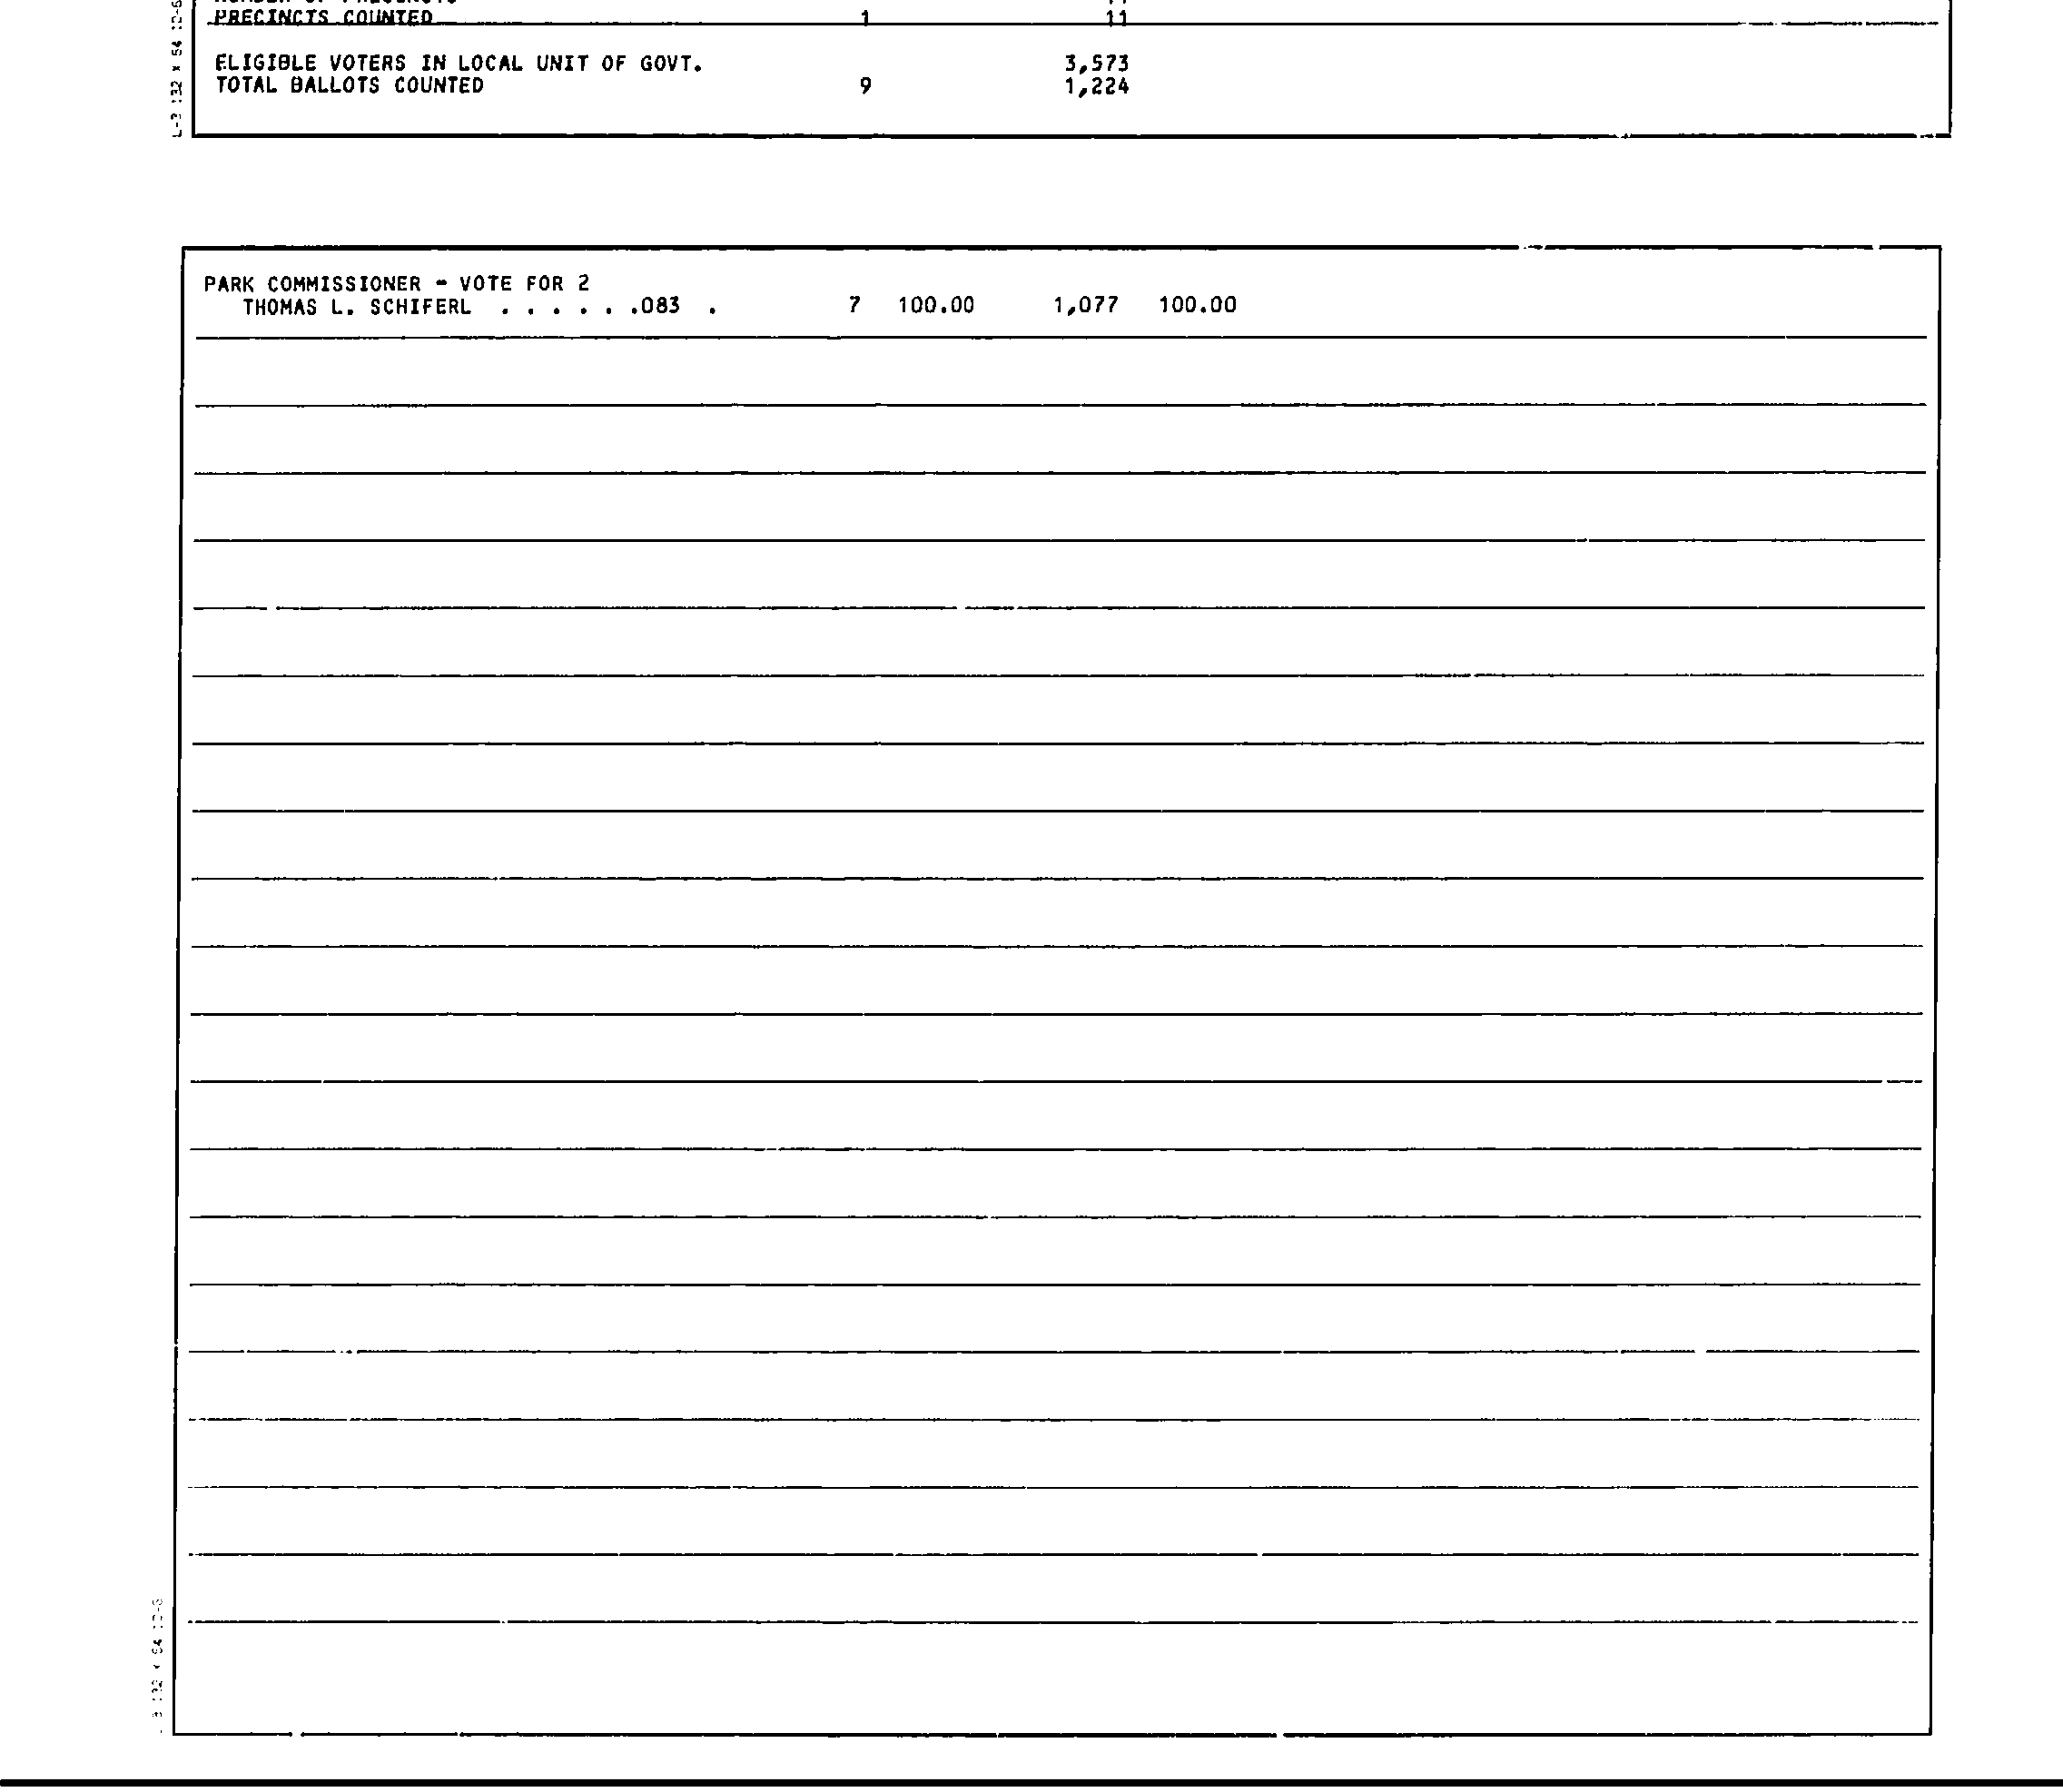 PRECINCTS COUNTED 1 11
ELIGIBLE VOTERS IN LOCAL UNIT OF GOVT. 3,573
TOTAL BALLOTS COUNTED 9 1,224
PARK COMMISSIONER - VOTE FOR 2
THOMAS L. SCHIFERL . . . . . .083 . 7 100.00 1,077 100.00